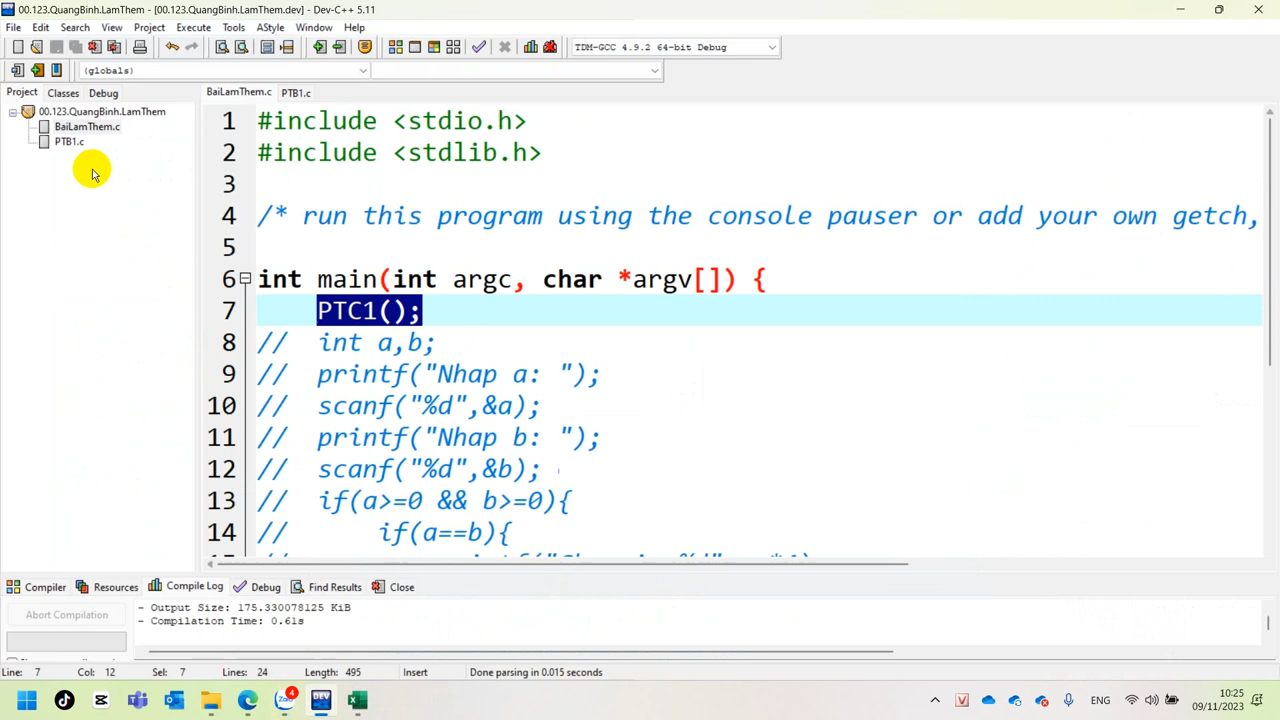 00.123.QuangBinh.LamThem - [00.123.QuangBinh.LamThem.dev] - Dev-C++ 5.11
File Edit Search View Project Execute Tools AStyle Window Help
TDM-GCC 4.9.2 64-bit Debug
(globals)
Project Classes Debug
BaiLamThem.c PTB1.c
00.123.QuangBinh.LamThem
BaiLamThem.c
PTB1.c
1 #include <stdio.h>
2 #include <stdlib.h>
3
4 /* run this program using the console pauser or add your own getch,
5
6 int main(int argc, char *argv[]) {
7 PTC1();
8 // int a,b;
9 // printf("Nhap a: ");
10 // scanf("%d",&a);
11 // printf("Nhap b: ");
12 // scanf("%d",&b);
13 // if(a>=0 && b>=0){
14 // if(a==b){
Compiler Resources Compile Log Debug Find Results Close
Abort Compilation
- Output Size: 175.330078125 KiB
- Compilation Time: 0.61s
Line: 7 Col: 12 Sel: 7 Lines: 24 Length: 495 Insert Done parsing in 0.015 seconds
Zalo 4 DEV
ENG
10:25
09/11/2023